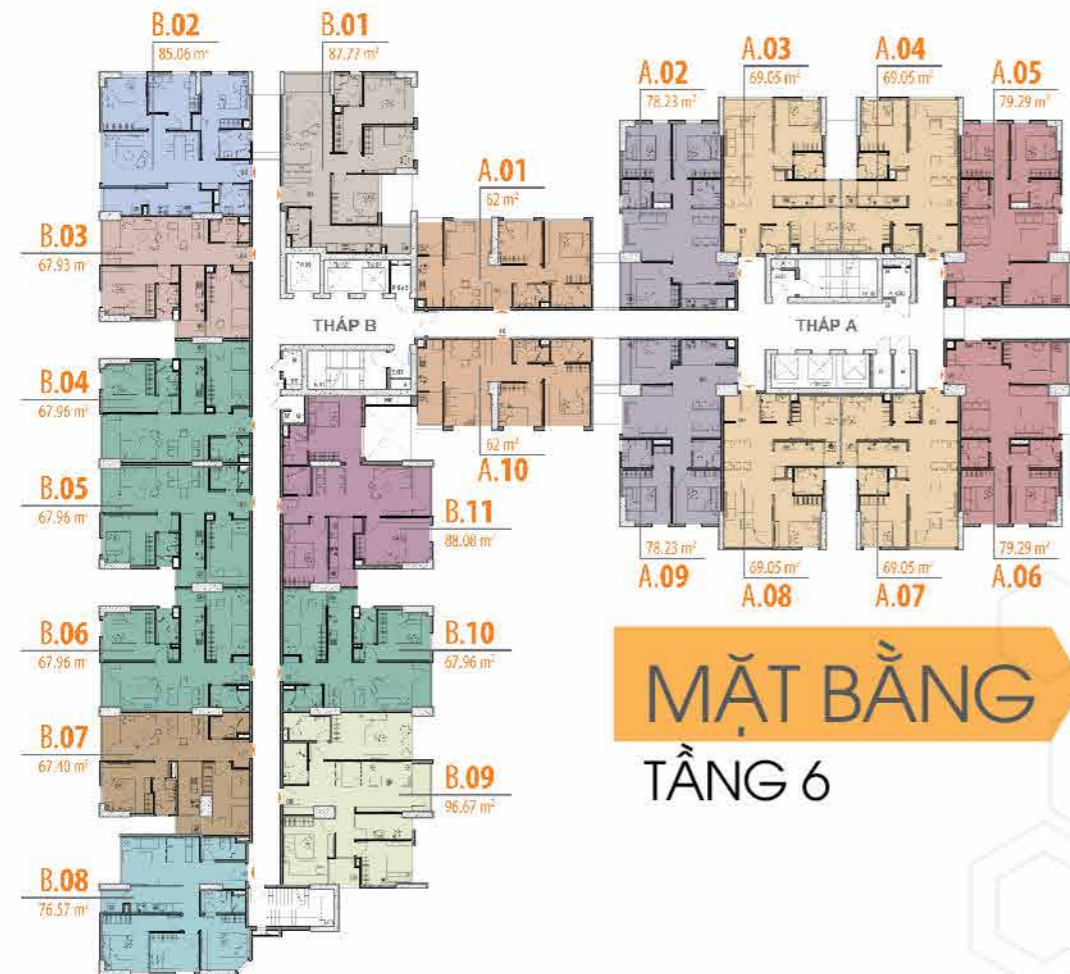 B.02
85.06 m²
B.01
87.77 m²
A.03
69.05 m²
A.04
69.05 m²
A.02
78.23 m²
A.05
79.29 m²
A.01
62 m²
B.03
67.93 m²
THÁP B
THÁP A
B.04
67.96 m²
62 m²
A.10
B.05
67.96 m²
B.11
88.08 m²
78.23 m²
A.09
69.05 m²
A.08
69.05 m²
A.07
79.29 m²
A.06
B.06
67.96 m²
B.10
67.96 m²
MẶT BẰNG
TẦNG 6
B.07
67.40 m²
B.09
96.67 m²
B.08
76.57 m²